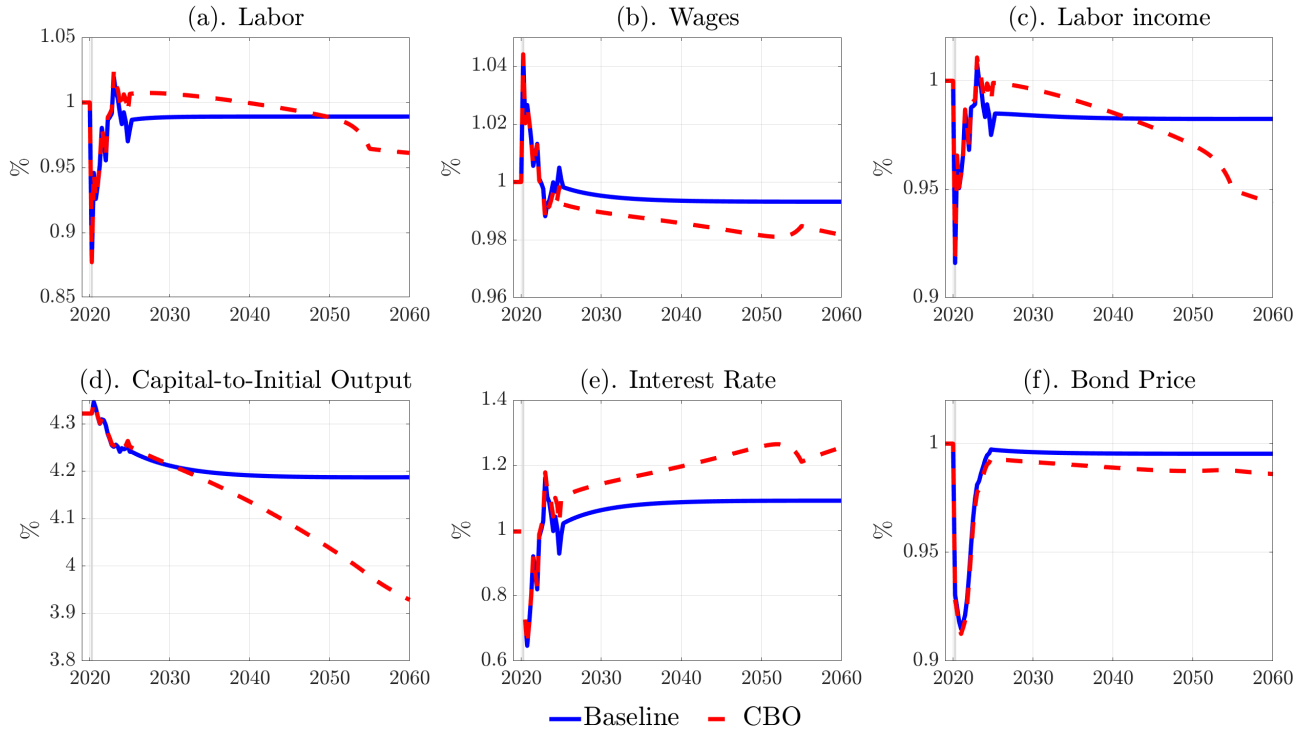 (a). Labor
(b). Wages
(c). Labor income
1.05
1
0.95
0.9
0.85
%
2020 2030 2040 2050 2060
1.04
1.02
1
0.98
0.96
%
2020 2030 2040 2050 2060
1
0.95
0.9
%
2020 2030 2040 2050 2060
(d). Capital-to-Initial Output
(e). Interest Rate
(f). Bond Price
4.3
4.2
4.1
4
3.9
3.8
%
2020 2030 2040 2050 2060
1.4
1.2
1
0.8
0.6
%
2020 2030 2040 2050 2060
1
0.95
0.9
%
2020 2030 2040 2050 2060
Baseline CBO